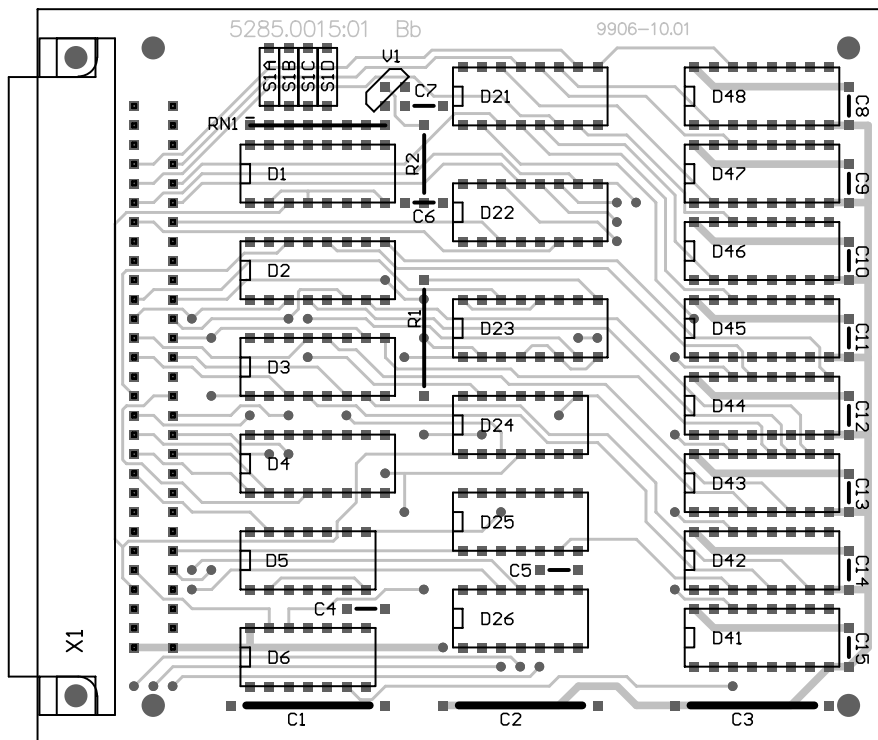 5285.0015:01 Bb 9906-10.01
S1A S1B S1C S1D
V1
C7
D21
D48
C8
RN1
R2
D1
D47
C9
C6
D22
D2
D46
C10
R1
D23
D45
C11
D3
D44
C12
D24
D4
D43
C13
D25
D5
C5
D42
C14
C4
D26
X1
D6
D41
C15
C1
C2
C3